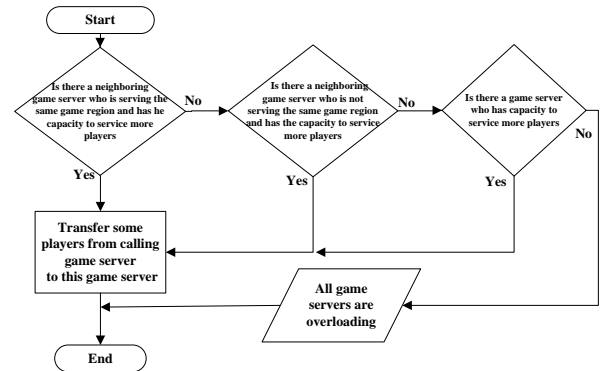 Start
Is there a neighboring
game server who is serving the
same game region and has he
capacity to service more
players
No
Is there a neighboring
game server who is not
serving the same game region
and has the capacity to service
more players
No
Is there a game server
who has capacity to
service more players
No
Yes
Yes
Yes
Transfer some
players from calling
game server
to this game server
All game
servers are
overloading
End